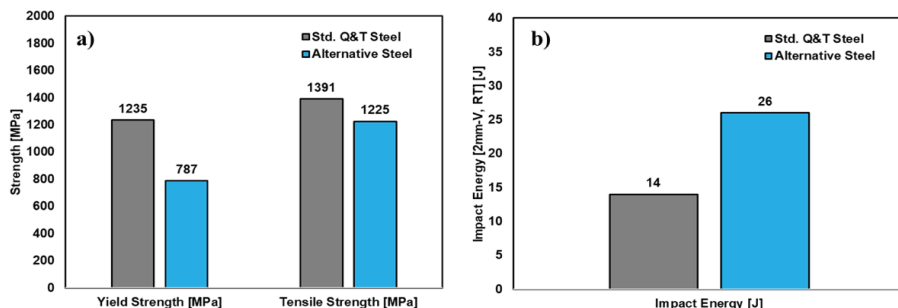 a)
Std. Q&T Steel
Alternative Steel
2000
1800
1600
1400
1200
1000
800
600
400
200
0
Strength [MPa]
1235
787
1391
1225
Yield Strength [MPa]
Tensile Strength [MPa]
b)
Std. Q&T Steel
Alternative Steel
40
35
30
25
20
15
10
5
0
Impact Energy [2mm-V, RT] [J]
14
26
Impact Energy [J]